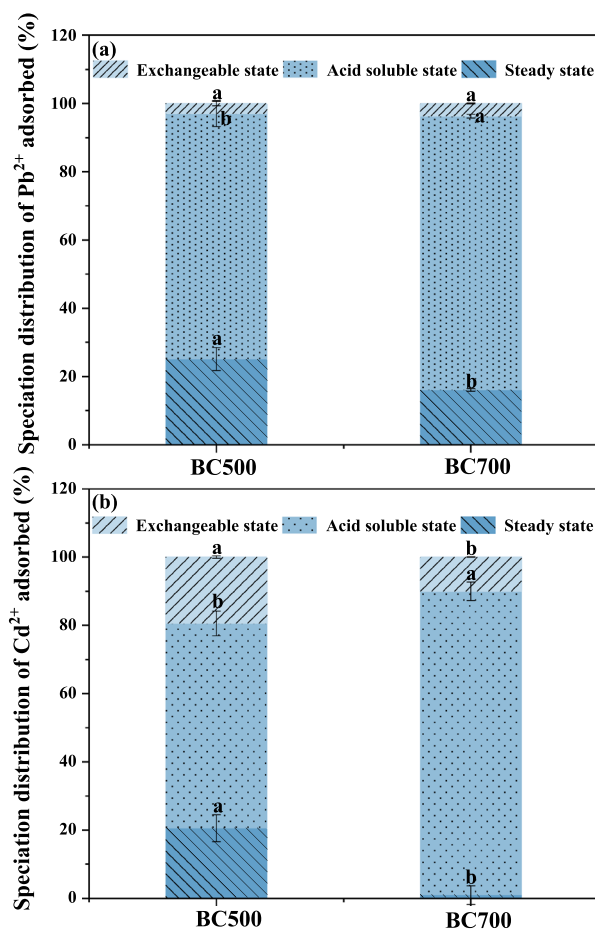 Speciation distribution of Pb²⁺ adsorbed (%)
120
100
80
60
40
20
0
(a)
Exchangeable state Acid soluble state Steady state
a
b
a
a
a
b
BC500 BC700
Speciation distribution of Cd²⁺ adsorbed (%)
120
100
80
60
40
20
0
(b)
Exchangeable state Acid soluble state Steady state
a
b
a
b
a
b
BC500 BC700